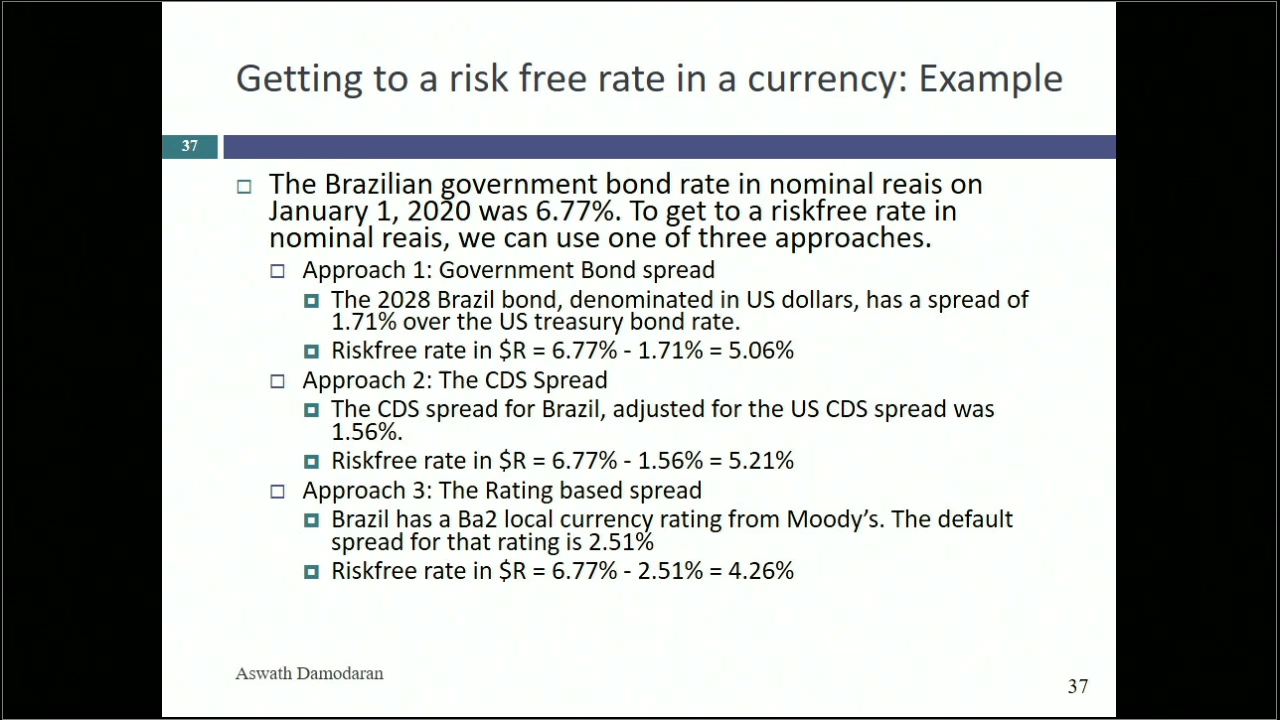 Getting to a risk free rate in a currency: Example
37
The Brazilian government bond rate in nominal reais on
January 1, 2020 was 6.77%. To get to a riskfree rate in
nominal reais, we can use one of three approaches.
Approach 1: Government Bond spread
The 2028 Brazil bond, denominated in US dollars, has a spread of
1.71% over the US treasury bond rate.
Riskfree rate in $R = 6.77% - 1.71% = 5.06%
Approach 2: The CDS Spread
The CDS spread for Brazil, adjusted for the US CDS spread was
1.56%.
Riskfree rate in $R = 6.77% - 1.56% = 5.21%
Approach 3: The Rating based spread
Brazil has a Ba2 local currency rating from Moody’s. The default
spread for that rating is 2.51%
Riskfree rate in $R = 6.77% - 2.51% = 4.26%
Aswath Damodaran
37